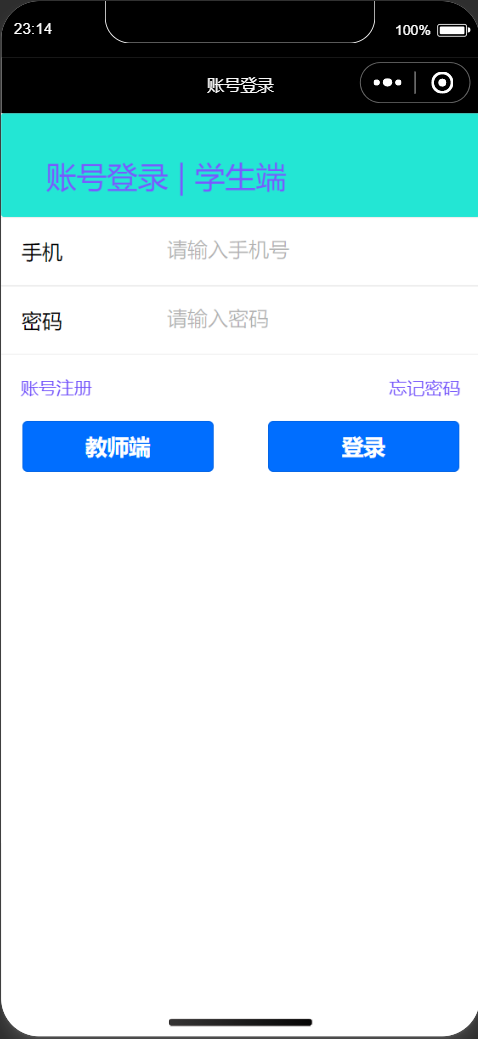 23:14
100%
账号登录
账号登录 | 学生端
手机 请输入手机号
密码 请输入密码
账号注册 忘记密码
教师端 登录